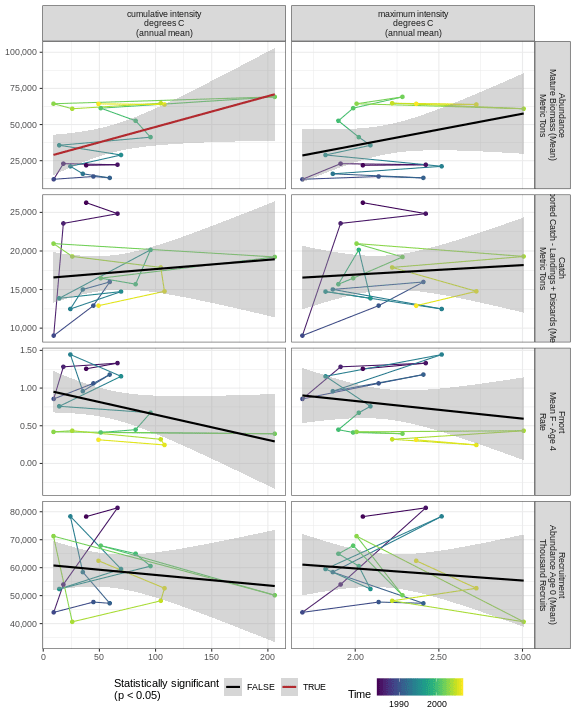 cumulative intensity
degrees C
(annual mean)
maximum intensity
degrees C
(annual mean)
100,000
75,000
50,000
25,000
Abundance
Mature Biomass (Mean)
Metric Tons
25,000
20,000
15,000
10,000
Catch
Catch - Landings + Discards
Metric Tons
1.50
1.00
0.50
0.00
Fmort
Mean F - Age 4
Rate
80,000
70,000
60,000
50,000
40,000
Recruitment
Abundance Age 0 (Mean)
Thousand Recruits
0 50 100 150 200
2.00 2.50 3.00
Statistically significant
(p < 0.05)
FALSE TRUE
Time
1990 2000